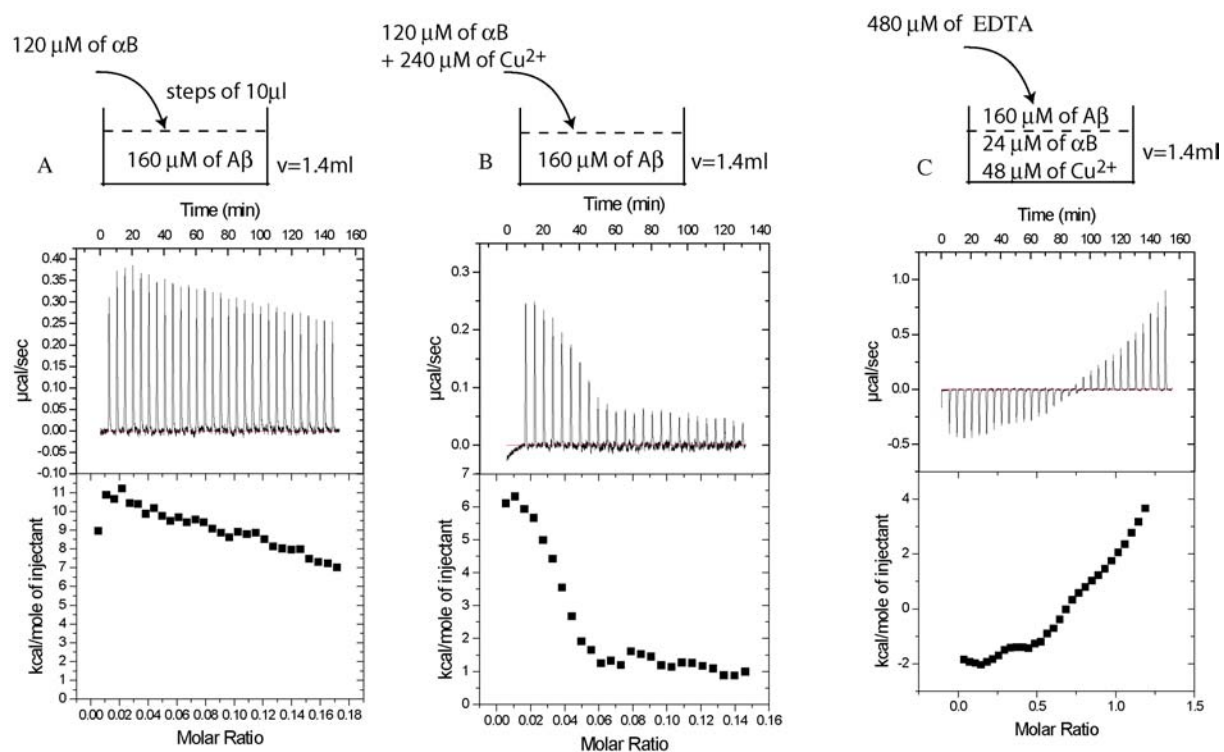 120 μM of αB
steps of 10μl
160 μM of Aβ
v=1.4ml
A
Time (min)
0 20 40 60 80 100 120 140 160
0.40
0.35
0.30
0.25
0.20
0.15
0.10
0.05
0.00
-0.05
-0.10
μcal/sec
11
10
9
8
7
6
5
4
3
2
1
0
kcal/mole of injectant
0.00 0.02 0.04 0.06 0.08 0.10 0.12 0.14 0.16 0.18
Molar Ratio
120 μM of αB
+ 240 μM of Cu²⁺
160 μM of Aβ
v=1.4ml
B
Time (min)
0 20 40 60 80 100 120 140
0.3
0.2
0.1
0.0
μcal/sec
7
6
5
4
3
2
1
0
kcal/mole of injectant
0.00 0.02 0.04 0.06 0.08 0.10 0.12 0.14 0.16
Molar Ratio
480 μM of EDTA
160 μM of Aβ
24 μM of αB
48 μM of Cu²⁺
v=1.4ml
C
Time (min)
0 20 40 60 80 100 120 140 160
1.0
0.5
0.0
-0.5
μcal/sec
4
2
0
-2
kcal/mole of injectant
0.0 0.5 1.0 1.5
Molar Ratio